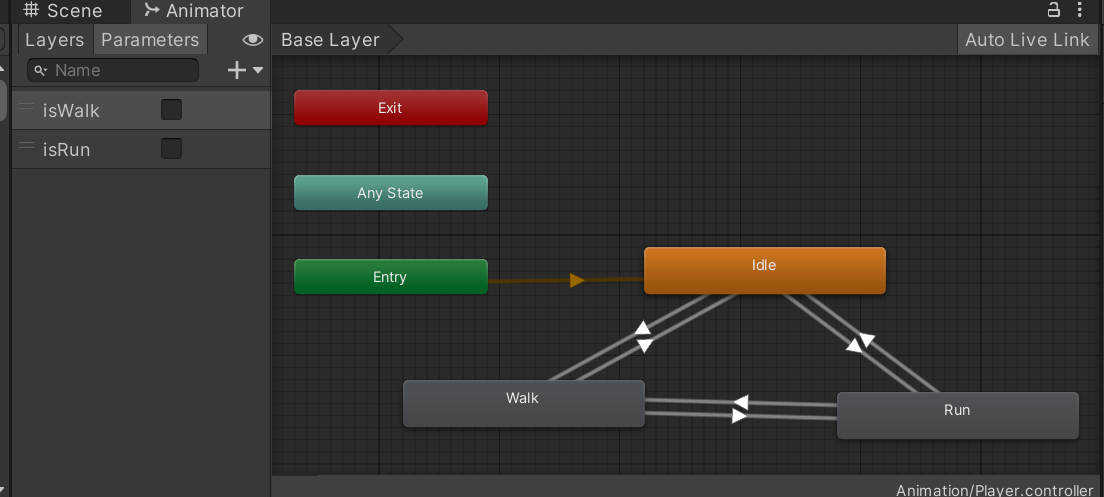 Scene Animator
Layers Parameters Base Layer Auto Live Link
Name
isWalk
isRun
Exit
Any State
Entry
Idle
Walk
Run
Animation/Player.controller